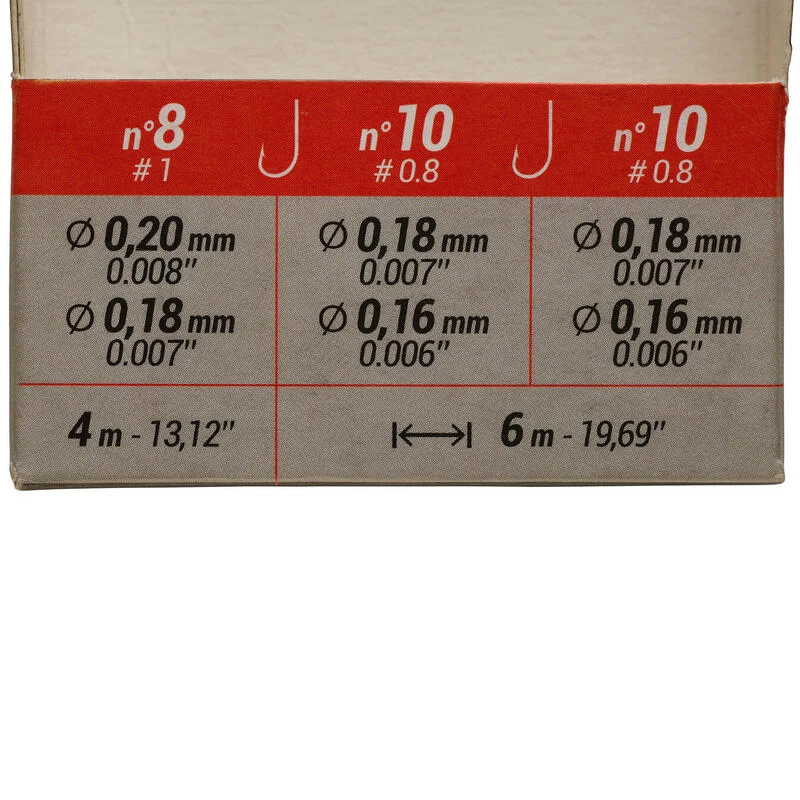 n°8
# 1
n°10
# 0.8
n°10
# 0.8
Ø 0,20 mm
0.008"
Ø 0,18 mm
0.007"
Ø 0,18 mm
0.007"
Ø 0,16 mm
0.006"
Ø 0,18 mm
0.007"
Ø 0,16 mm
0.006"
4 m - 13,12"
6 m - 19,69"